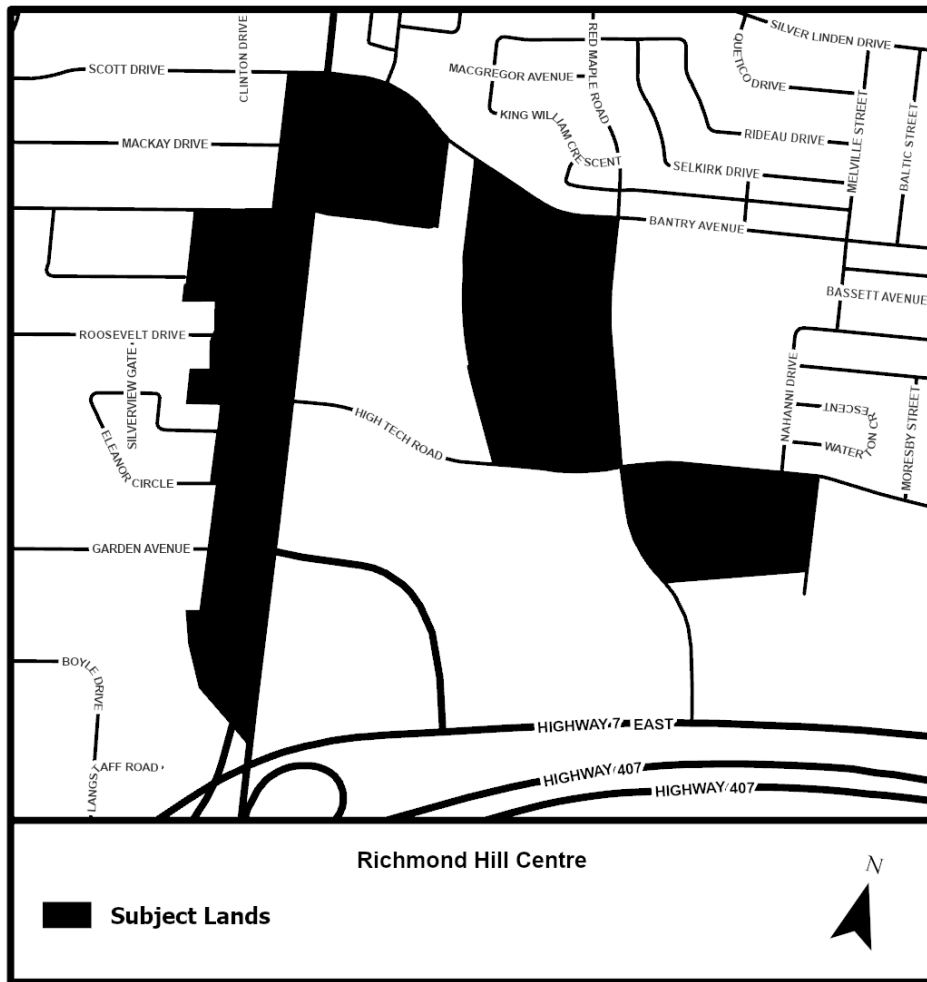 SILVER LINDEN DRIVE
CLINTON DRIVE
RED MAPLE ROAD
QUETICO DRIVE
SCOTT DRIVE
MACGREGOR AVENUE
KING WILLIAM CRESCENT
RIDEAU DRIVE
MELVILLE STREET
BALTIC STREET
MACKAY DRIVE
SELKIRK DRIVE
BANTRY AVENUE
BASSETT AVENUE
ROOSEVELT DRIVE
SILVERVIEW GATE
NAHANNI DRIVE
MORESBY STREET
WATERTON CRESCENT
HIGH TECH ROAD
ELEANOR CIRCLE
GARDEN AVENUE
BOYLE DRIVE
LANGSTAFF ROAD
HIGHWAY 7 EAST
HIGHWAY 407
HIGHWAY 407
Richmond Hill Centre
N
Subject Lands